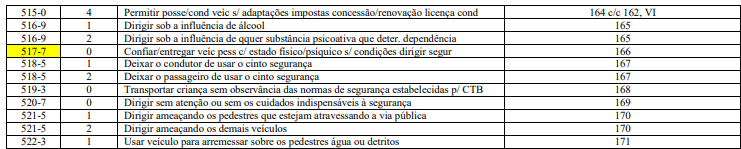 515-0 4 Permitir posse/cond veíc s/ adaptações impostas concessão/renovação licença cond 164 c/c 162, VI
516-9 1 Dirigir sob a influência de álcool 165
516-9 2 Dirigir sob a influência de qquer substância psicoativa que deter. dependência 165
517-7 0 Confiar/entregar veíc pess c/ estado físico/psíquico s/ condições dirigir segur 166
518-5 1 Deixar o condutor de usar o cinto segurança 167
518-5 2 Deixar o passageiro de usar o cinto segurança 167
519-3 0 Transportar criança sem observância das normas de segurança estabelecidas p/ CTB 168
520-7 0 Dirigir sem atenção ou sem os cuidados indispensáveis à segurança 169
521-5 1 Dirigir ameaçando os pedestres que estejam atravessando a via pública 170
521-5 2 Dirigir ameaçando os demais veículos 170
522-3 1 Usar veículo para arremessar sobre os pedestres água ou detritos 171